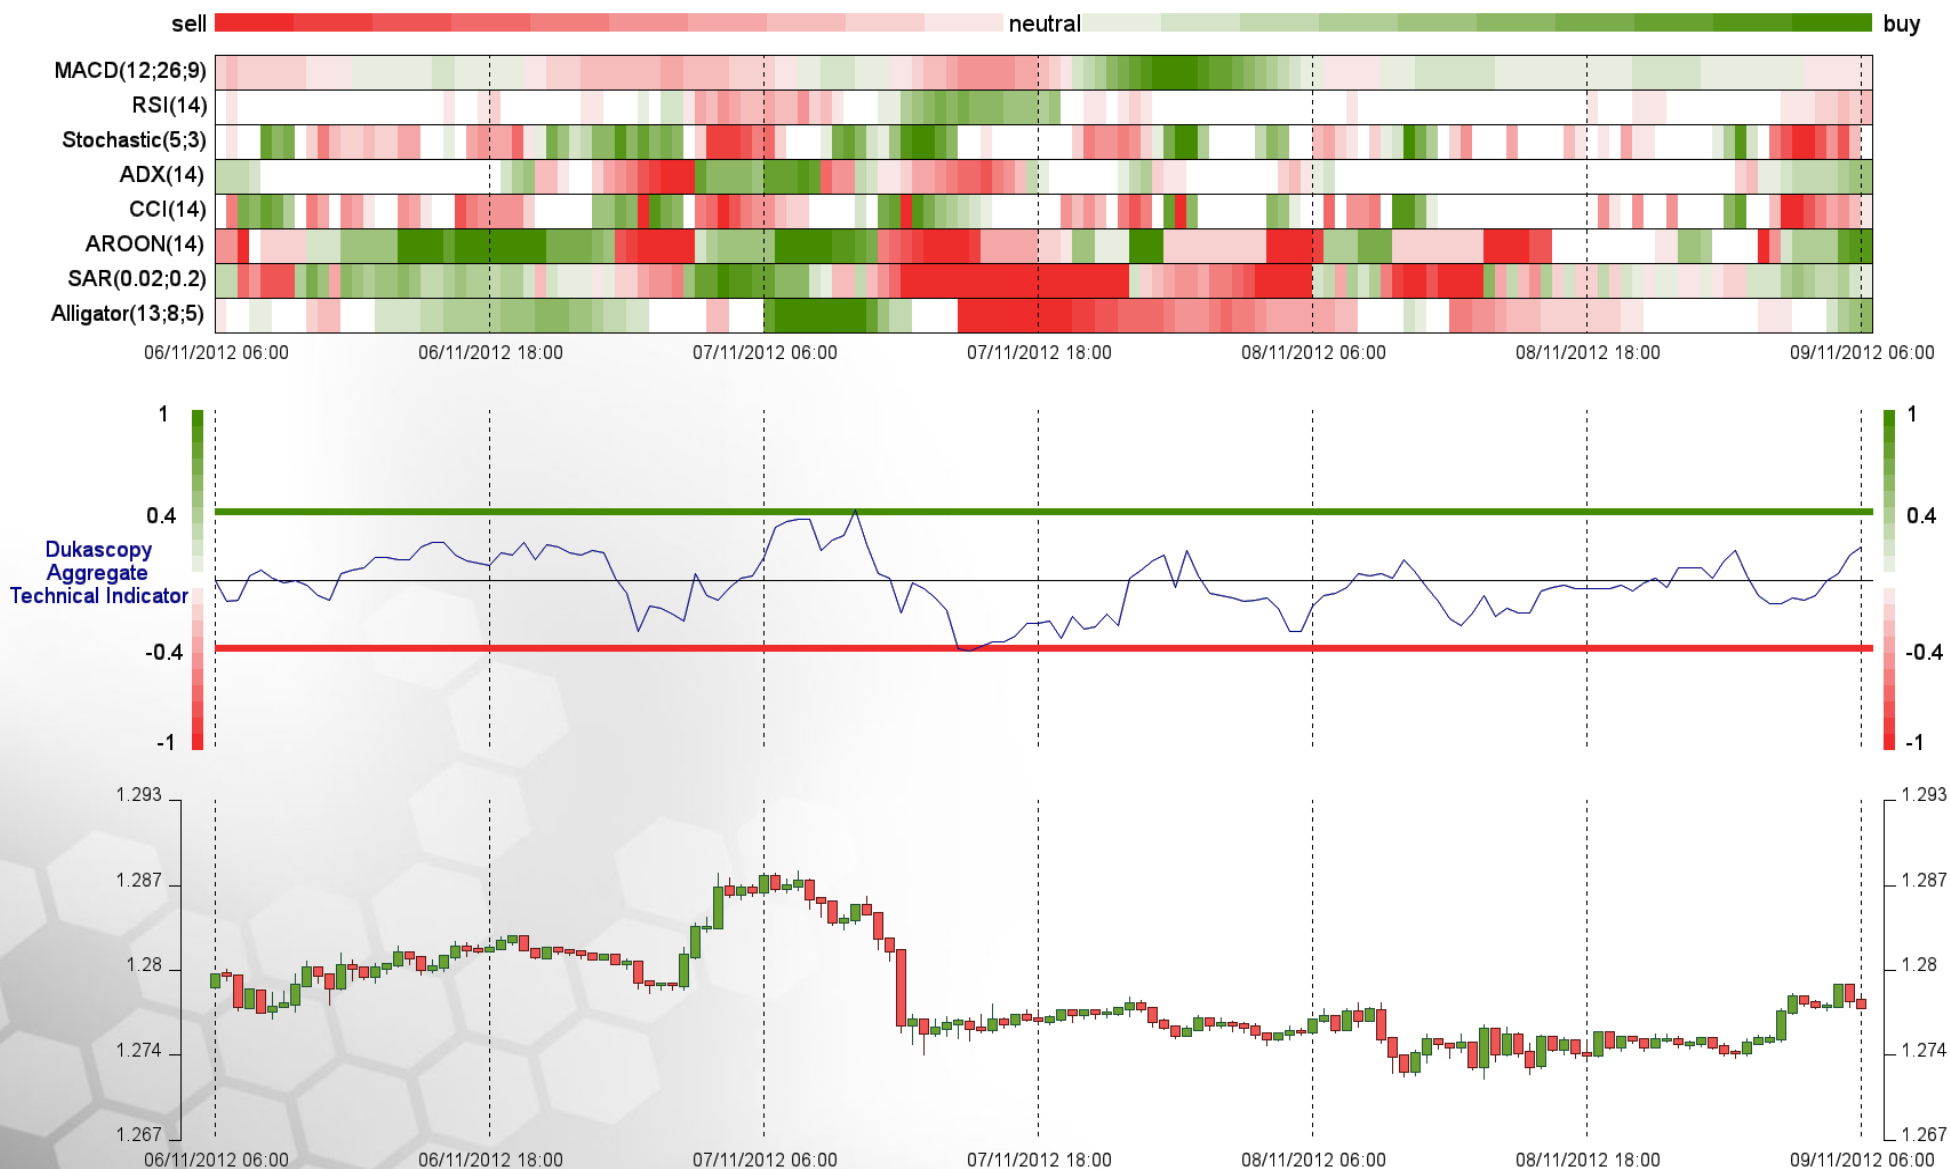 sell neutral buy
MACD(12;26;9)
RSI(14)
Stochastic(5;3)
ADX(14)
CCI(14)
AROON(14)
SAR(0.02;0.2)
Alligator(13;8;5)
06/11/2012 06:00 06/11/2012 18:00 07/11/2012 06:00 07/11/2012 18:00 08/11/2012 06:00 08/11/2012 18:00 09/11/2012 06:00
1 1
0.4 0.4
Dukascopy
Aggregate
Technical Indicator
-0.4 -0.4
-1 -1
1.293 1.293
1.287 1.287
1.28 1.28
1.274 1.274
1.267 1.267
06/11/2012 06:00 06/11/2012 18:00 07/11/2012 06:00 07/11/2012 18:00 08/11/2012 06:00 08/11/2012 18:00 09/11/2012 06:00